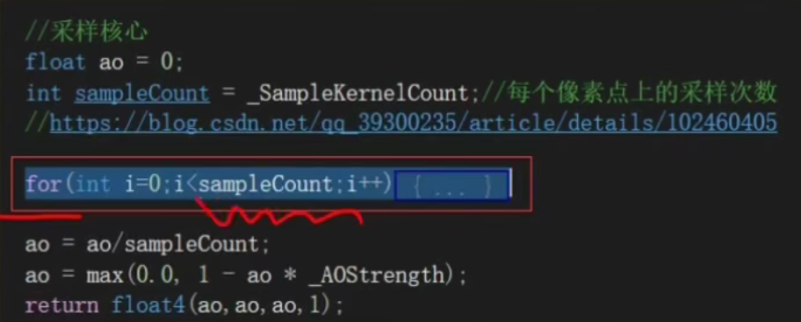 //采样核心
float ao = 0;
int sampleCount = _SampleKernelCount;//每个像素点上的采样次数
//https://blog.csdn.net/qq_39300235/article/details/102460405
for(int i=0;i<sampleCount;i++){ ... }
ao = ao/sampleCount;
ao = max(0.0, 1 - ao * _AOStrength);
return float4(ao,ao,ao,1);